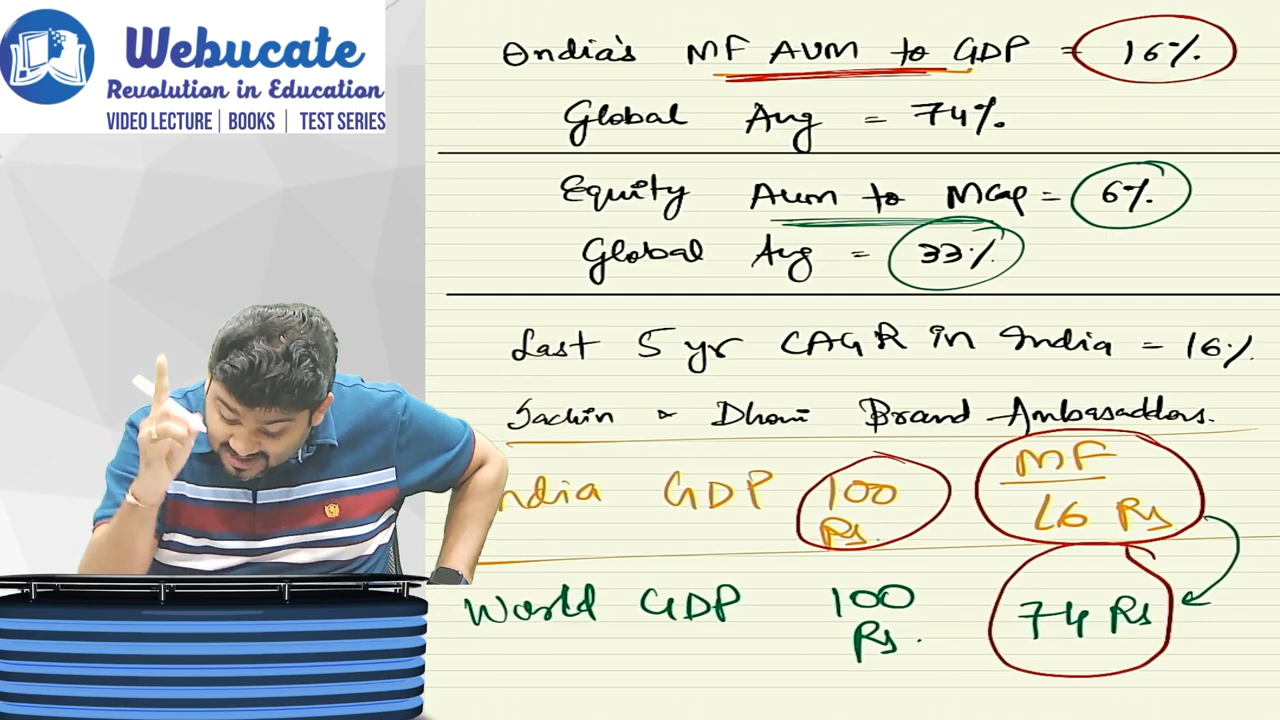 Webucate
Revolution in Education
VIDEO LECTURE | BOOKS | TEST SERIES
India's MF AUM to GDP = 16%.
Global Avg = 74%.
Equity Aum to MCap = 6%.
Global Avg = 33%.
Last 5 yr CAGR in India = 16%.
Sachin & Dhoni Brand Ambasaddors.
ndia GDP 100 Rs. MF 16 Rs
World GDP 100 Rs. 74 Rs